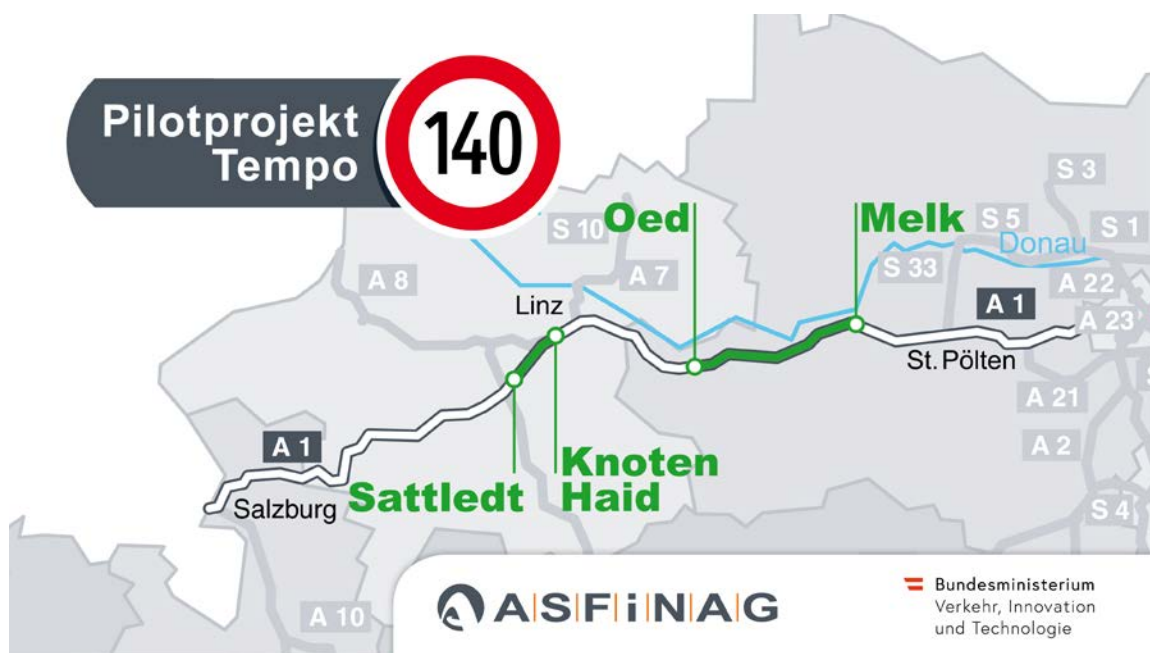 Pilotprojekt
Tempo
140
S 3
Oed
Melk
S 10
S 5
S 1
Donau
A 8
A 7
S 33
A 22
Linz
A 1
A 23
St. Pölten
A 21
A 2
A 1
Knoten
Haid
Sattledt
Salzburg
S 4
A 10
ASFiNAG
Bundesministerium
Verkehr, Innovation
und Technologie